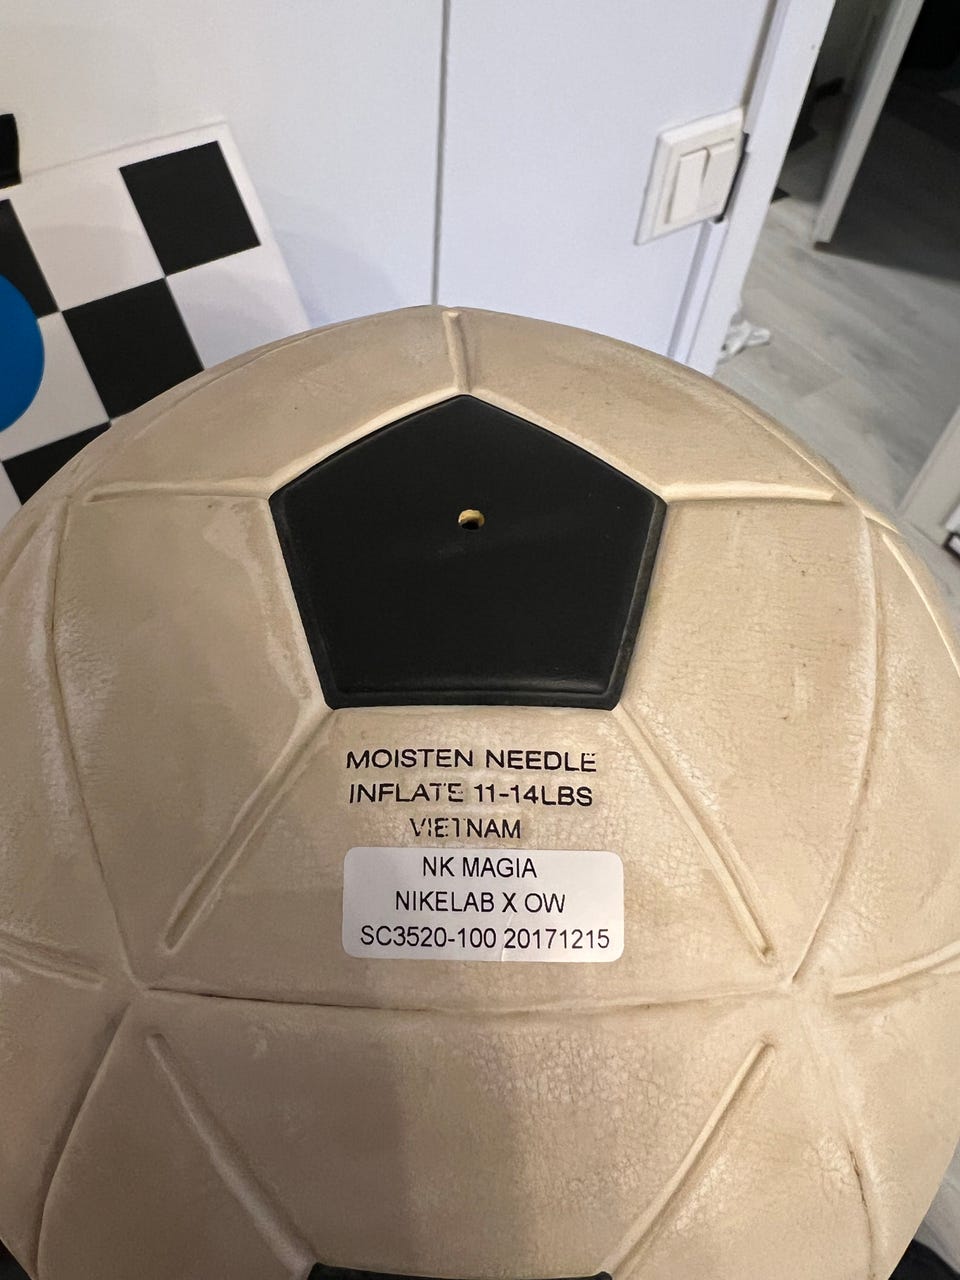 MOISTEN NEEDLE
INFLATE 11-14LBS
VIETNAM
NK MAGIA
NIKELAB X OW
SC3520-100 20171215